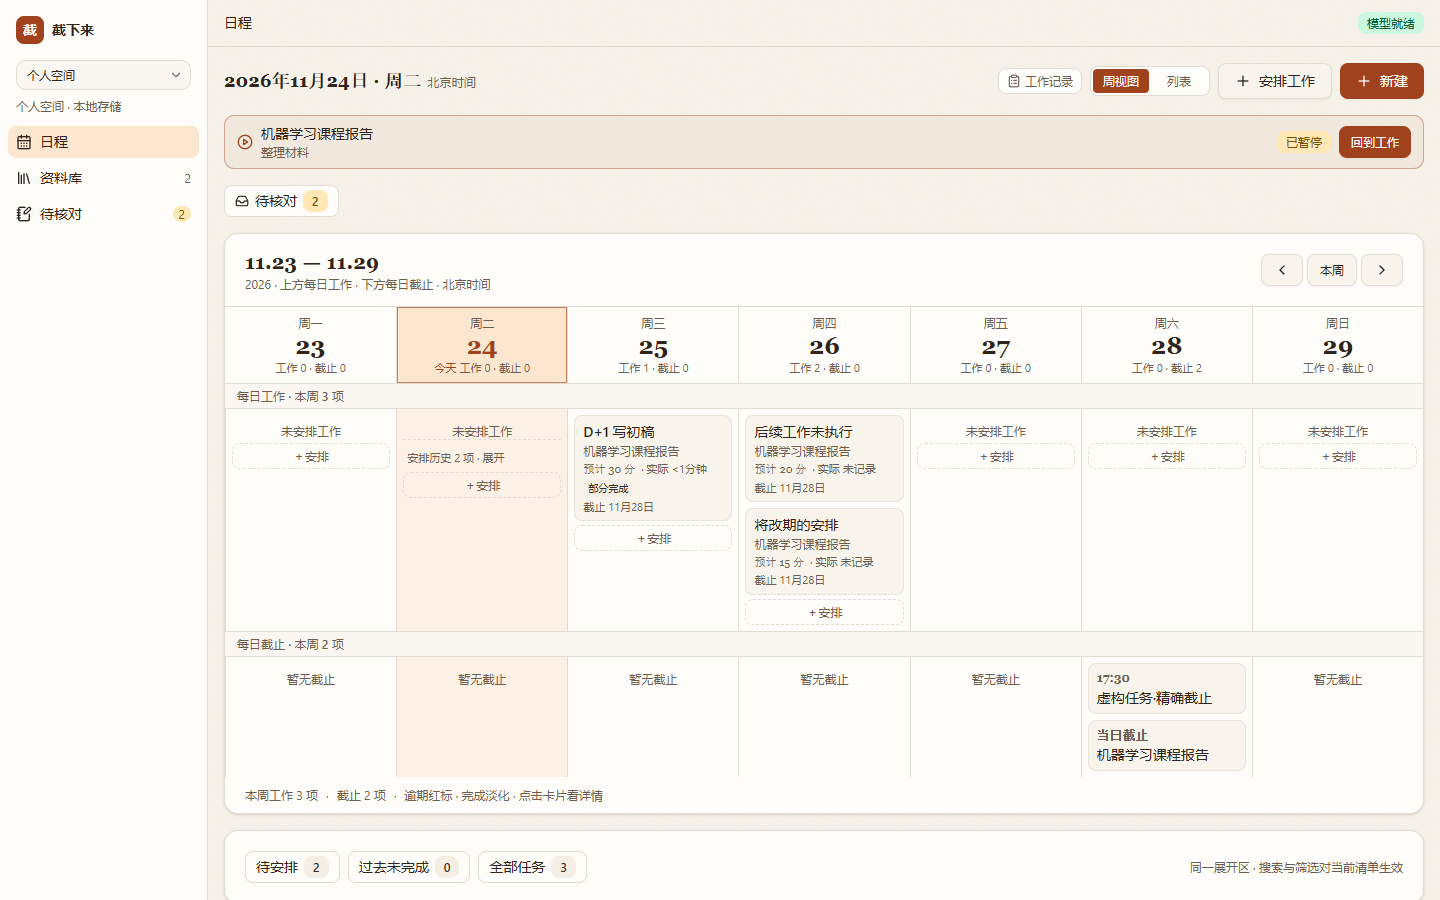 截 截下来
个人空间
个人空间 · 本地存储
日程
资料库 2
待核对 2
日程
模型就绪
2026年11月24日 · 周二 北京时间
工作记录
周视图 列表
+ 安排工作
+ 新建
机器学习课程报告
整理材料
已暂停
回到工作
待核对 2
11.23 — 11.29
2026 · 上方每日工作 · 下方每日截止 · 北京时间
本周
周一
23
工作 0 · 截止 0
周二
24
今天 工作 0 · 截止 0
周三
25
工作 1 · 截止 0
周四
26
工作 2 · 截止 0
周五
27
工作 0 · 截止 0
周六
28
工作 0 · 截止 2
周日
29
工作 0 · 截止 0
每日工作 · 本周 3 项
未安排工作
+ 安排
未安排工作
安排历史 2 项 · 展开
+ 安排
D+1 写初稿
机器学习课程报告
预计 30 分 · 实际 <1分钟
部分完成
截止 11月28日
+ 安排
后续工作未执行
机器学习课程报告
预计 20 分 · 实际 未记录
截止 11月28日
将改期的安排
机器学习课程报告
预计 15 分 · 实际 未记录
截止 11月28日
+ 安排
未安排工作
+ 安排
未安排工作
+ 安排
未安排工作
+ 安排
每日截止 · 本周 2 项
暂无截止
暂无截止
暂无截止
暂无截止
暂无截止
17:30
虚构任务·精确截止
当日截止
机器学习课程报告
暂无截止
本周工作 3 项 · 截止 2 项 · 逾期红标 · 完成淡化 · 点击卡片看详情
待安排 2
过去未完成 0
全部任务 3
同一展开区 · 搜索与筛选对当前清单生效